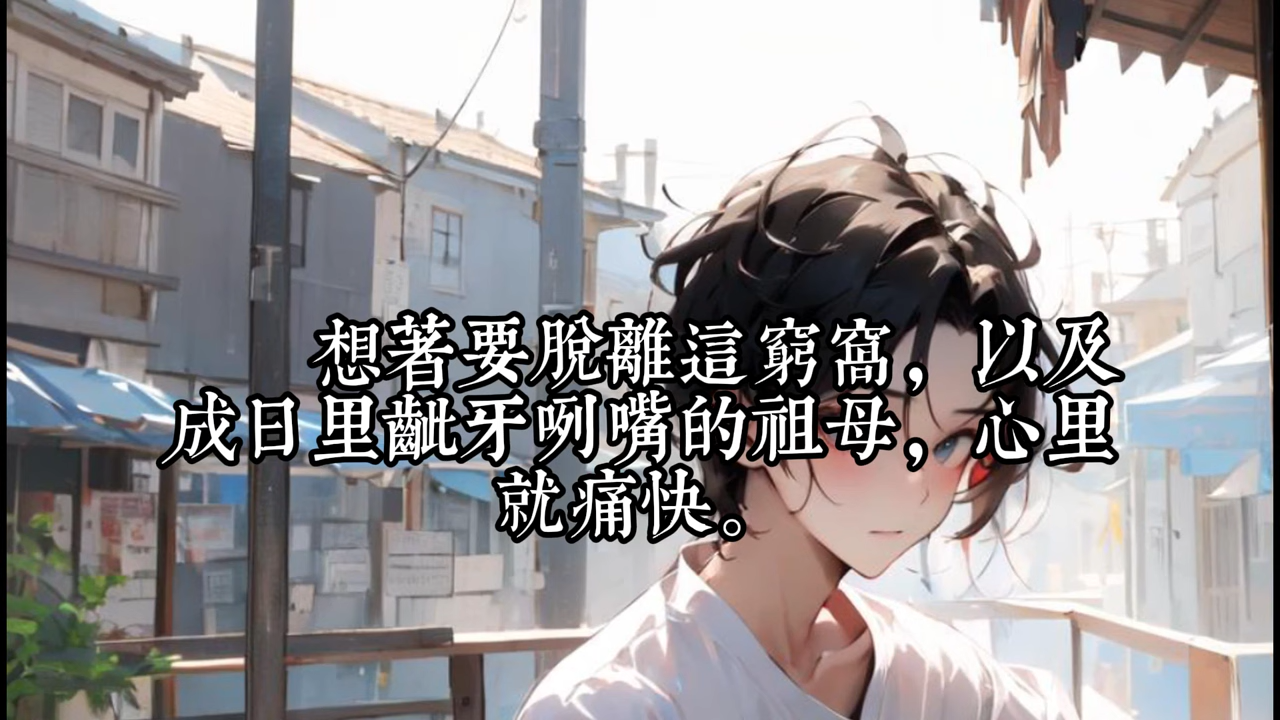 想著要脫離這窮窩，以及
成日里齜牙咧嘴的祖母，心里
就痛快。